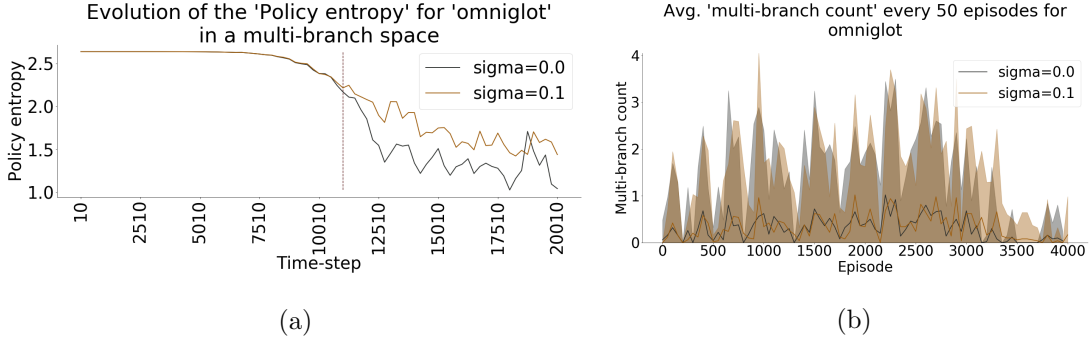 Evolution of the 'Policy entropy' for 'omniglot'
in a multi-branch space
Policy entropy
2.5
2.0
1.5
1.0
sigma=0.0
sigma=0.1
10
2510
5010
7510
10010
12510
15010
17510
20010
Time-step
(a)
Avg. 'multi-branch count' every 50 episodes for
omniglot
Multi-branch count
4
3
2
1
0
sigma=0.0
sigma=0.1
0
500
1000
1500
2000
2500
3000
3500
4000
Episode
(b)